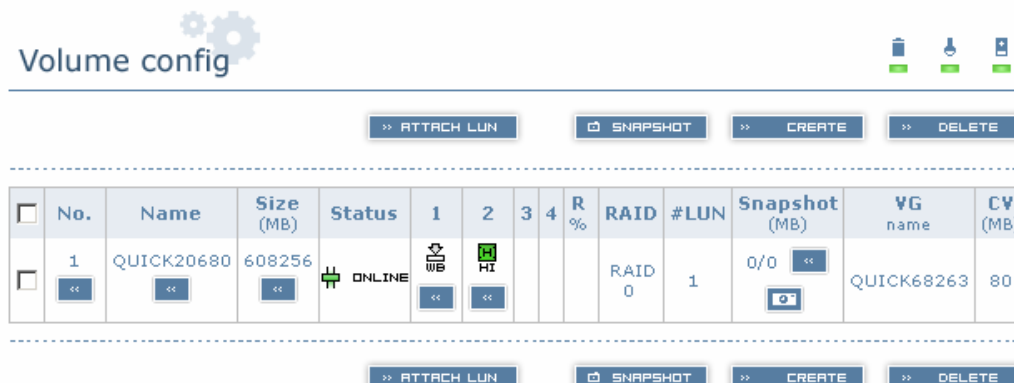 Volume config
» ATTACH LUN SNAPSHOT » CREATE » DELETE
No. Name Size (MB) Status 1 2 3 4 R % RAID #LUN Snapshot (MB) VG name CV (MB
1 QUICK20680 608256 ONLINE WB HI RAID 0 1 0/0 QUICK68263 80
» ATTACH LUN SNAPSHOT » CREATE » DELETE